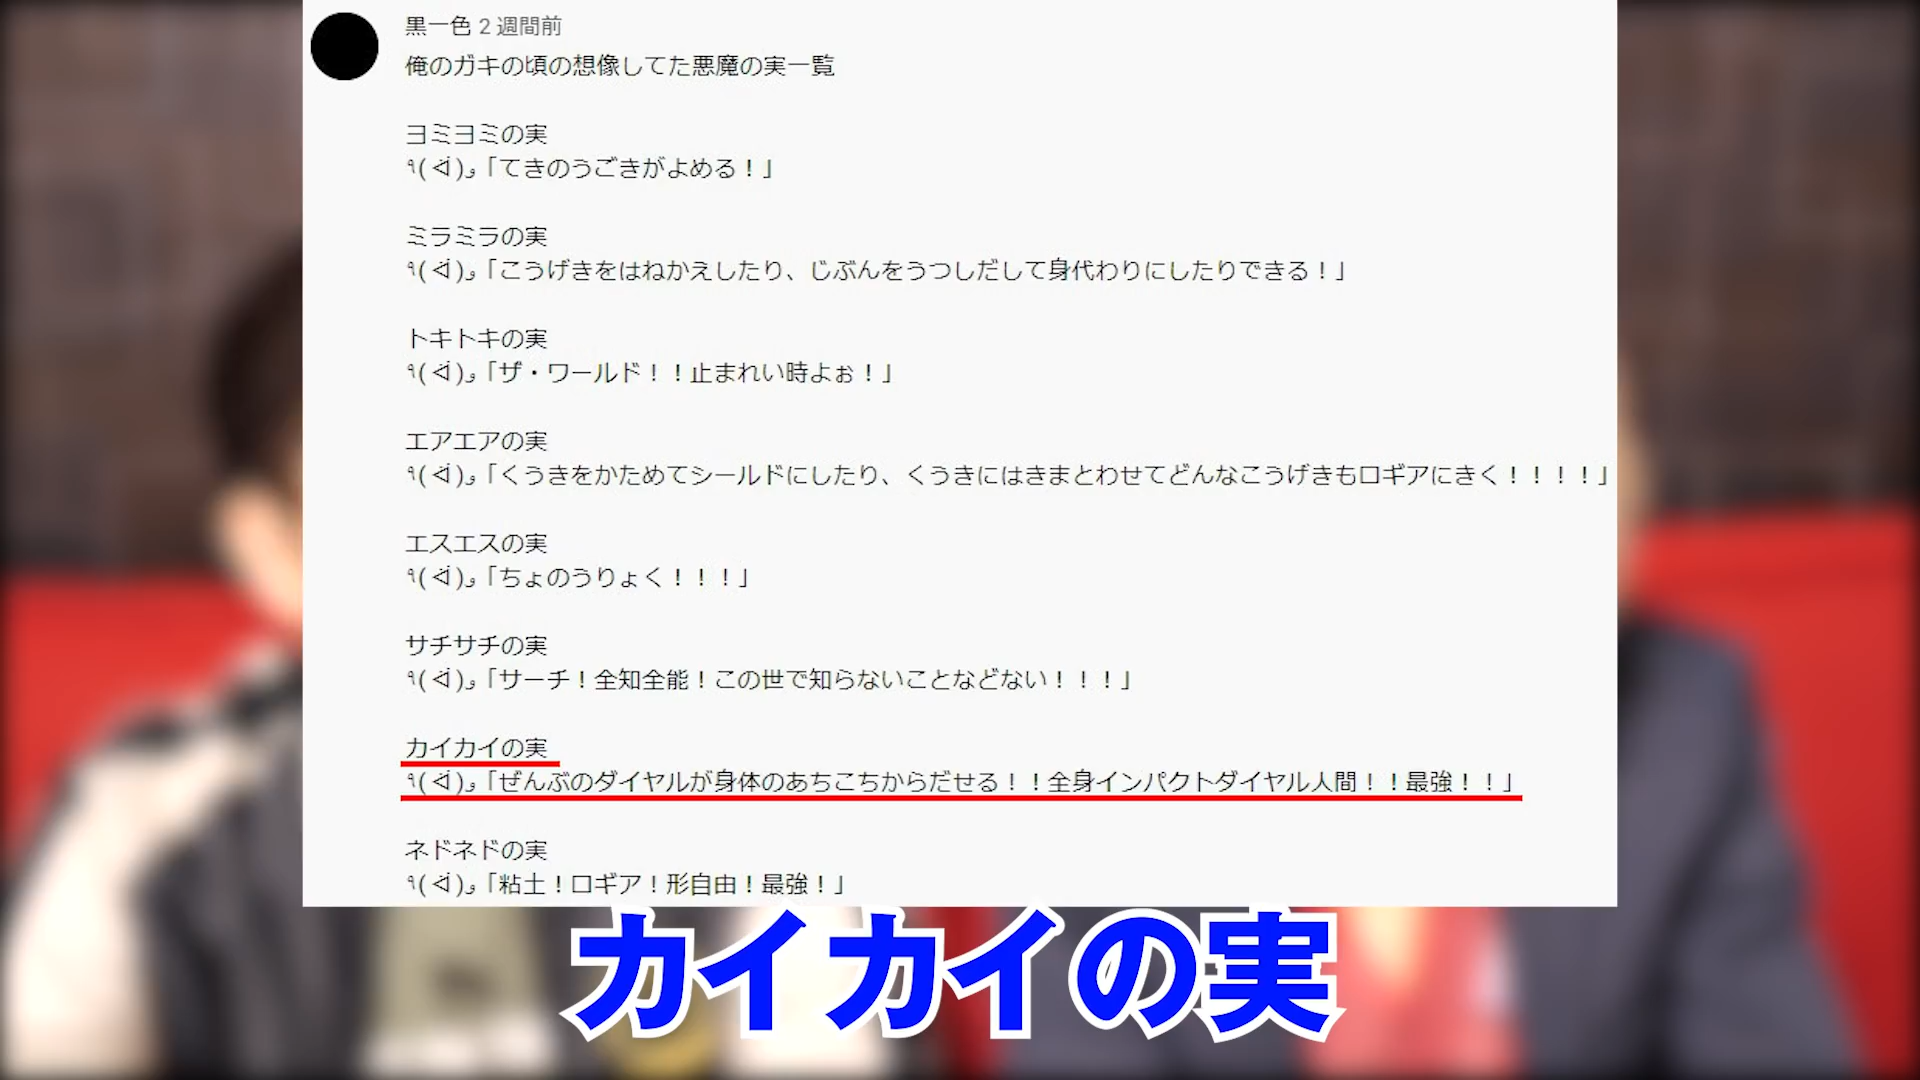 黒一色 2 週間前
俺のガキの頃の想像してた悪魔の実一覧
ヨミヨミの実
٩( ᐛ )و「てきのうごきがよめる！」
ミラミラの実
٩( ᐛ )و「こうげきをはねかえしたり、じぶんをうつしだして身代わりにしたりできる！」
トキトキの実
٩( ᐛ )و「ザ・ワールド！！止まれい時よぉ！」
エアエアの実
٩( ᐛ )و「くうきをかためてシールドにしたり、くうきにはきまとわせてどんなこうげきもロギアにきく！！！！」
エスエスの実
٩( ᐛ )و「ちょのうりょく！！！」
サチサチの実
٩( ᐛ )و「サーチ！全知全能！この世で知らないことなどない！！！」
カイカイの実
٩( ᐛ )و「ぜんぶのダイヤルが身体のあちこちからだせる！！全身インパクトダイヤル人間！！最強！！」
ネドネドの実
٩( ᐛ )و「粘土！ロギア！形自由！最強！」
カイカイの実